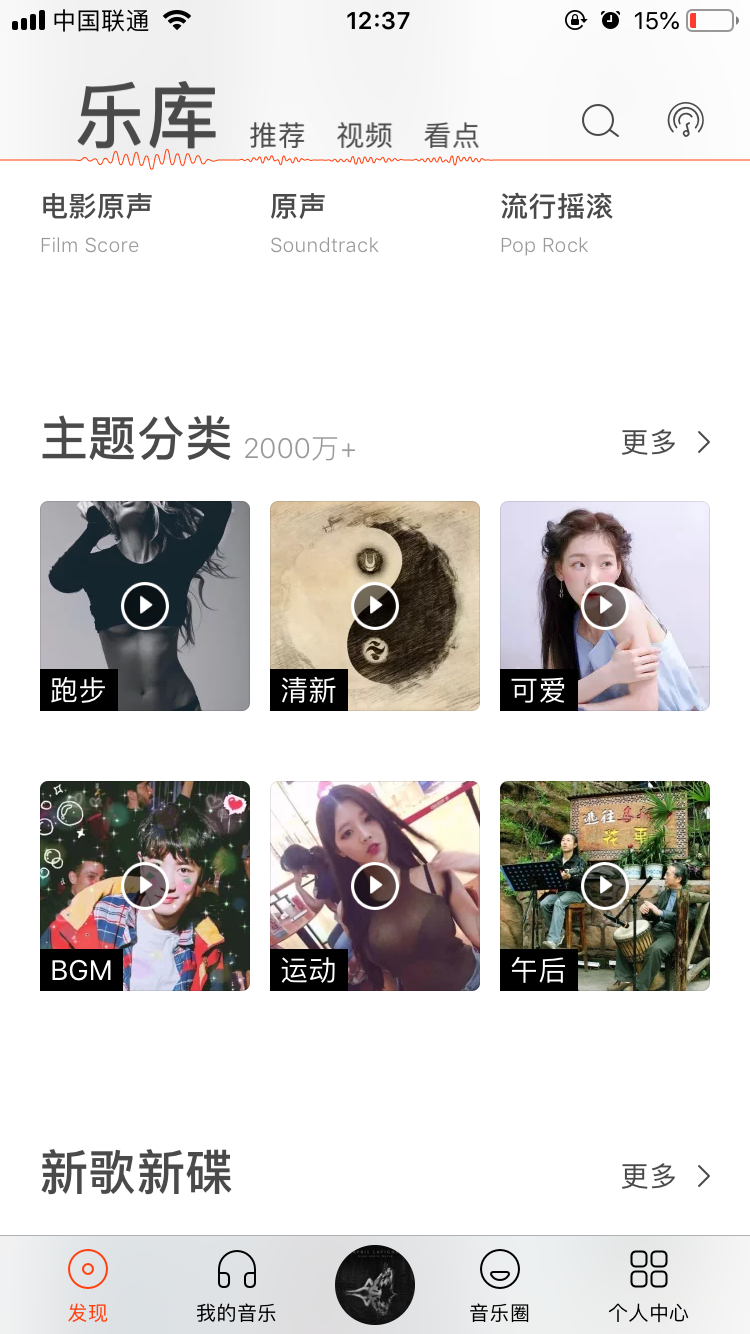 中国联通
12:37
15%
乐库 推荐 视频 看点
电影原声 原声 流行摇滚
Film Score Soundtrack Pop Rock
主题分类 2000万+ 更多
跑步 清新 可爱
逃往
花
BGM 运动 午后
新歌新碟 更多
发现 我的音乐 音乐圈 个人中心